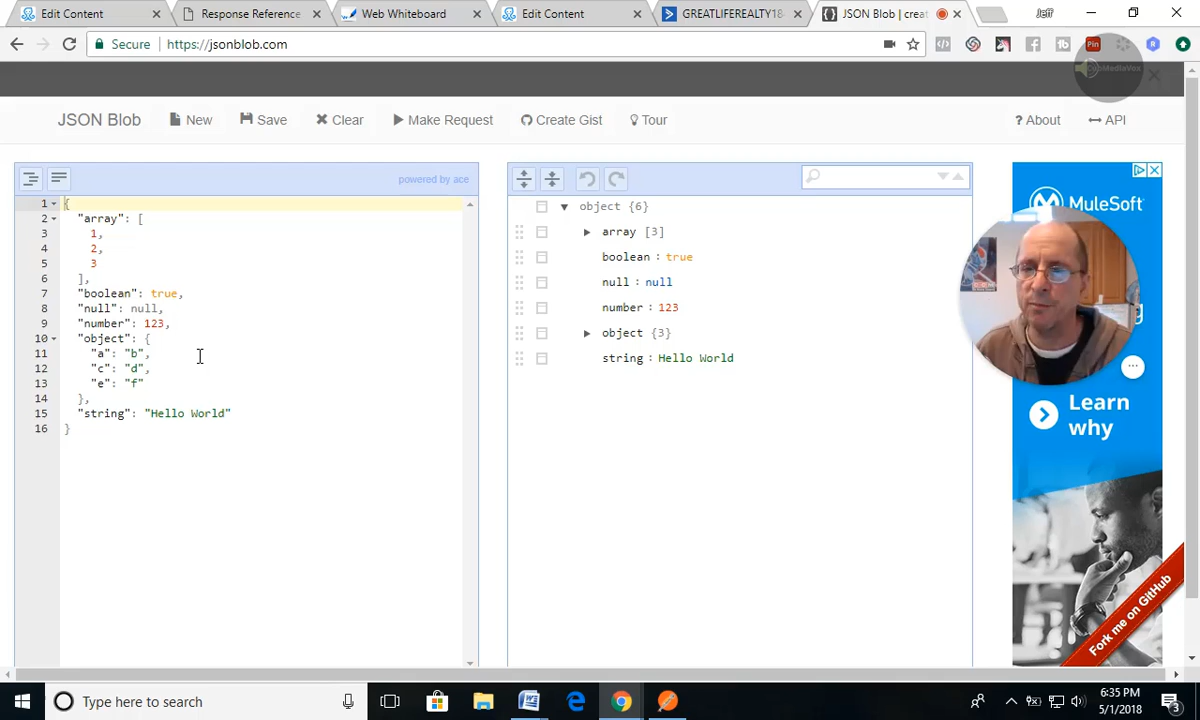 Edit Content
Response Reference
Web Whiteboard
Edit Content
GREATLIFEREALTY18
JSON Blob | creat
Jeff
Secure
https://jsonblob.com
Pin
JSON Blob
New
Save
Clear
Make Request
Create Gist
Tour
About
API
powered by ace
1 {
2 "array": [
3 1,
4 2,
5 3
6 ],
7 "boolean": true,
8 "null": null,
9 "number": 123,
10 "object": {
11 "a": "b",
12 "c": "d",
13 "e": "f"
14 },
15 "string": "Hello World"
16 }
object {6}
array [3]
boolean : true
null : null
number : 123
object {3}
string : Hello World
MuleSoft
Learn
why
Fork me on GitHub
Type here to search
6:35 PM
5/1/2018
3